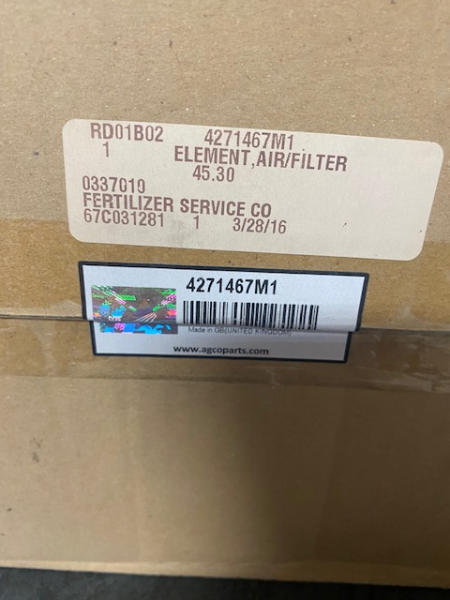 RD01B02 4271467M1
1 ELEMENT,AIR/FILTER
45.30
0337010
FERTILIZER SERVICE CO
67C031281 1 3/28/16
4271467M1
Made in GB(UNITED KINGDOM)
www.agcoparts.com